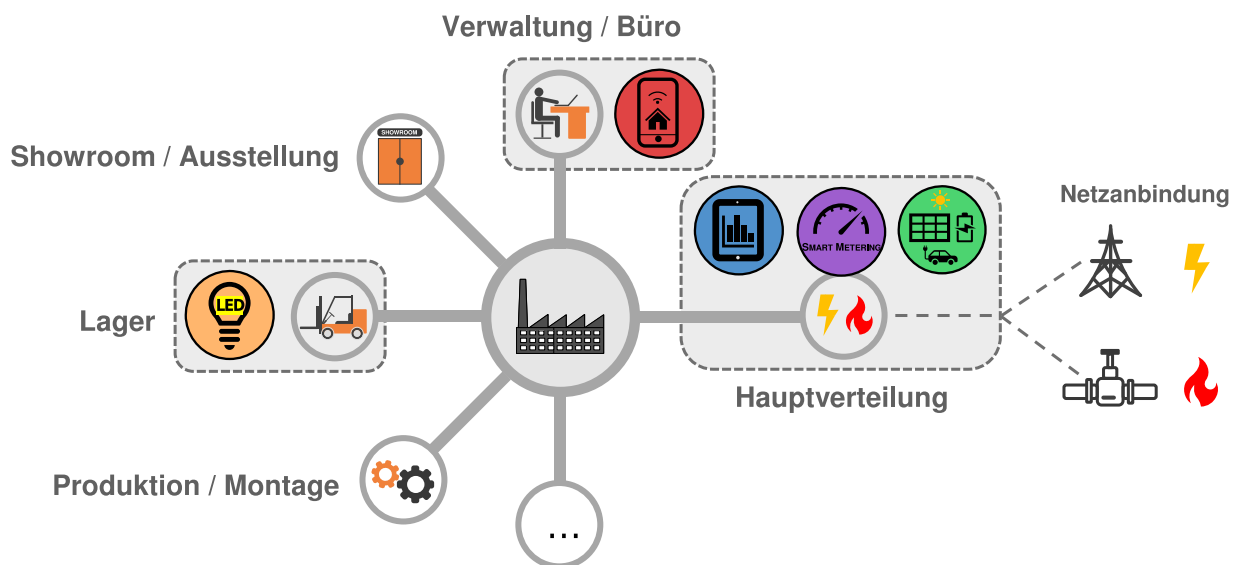 Verwaltung / Büro
SHOWROOM
Showroom / Ausstellung
Netzanbindung
SMART METERING
LED
Lager
Hauptverteilung
Produktion / Montage
...